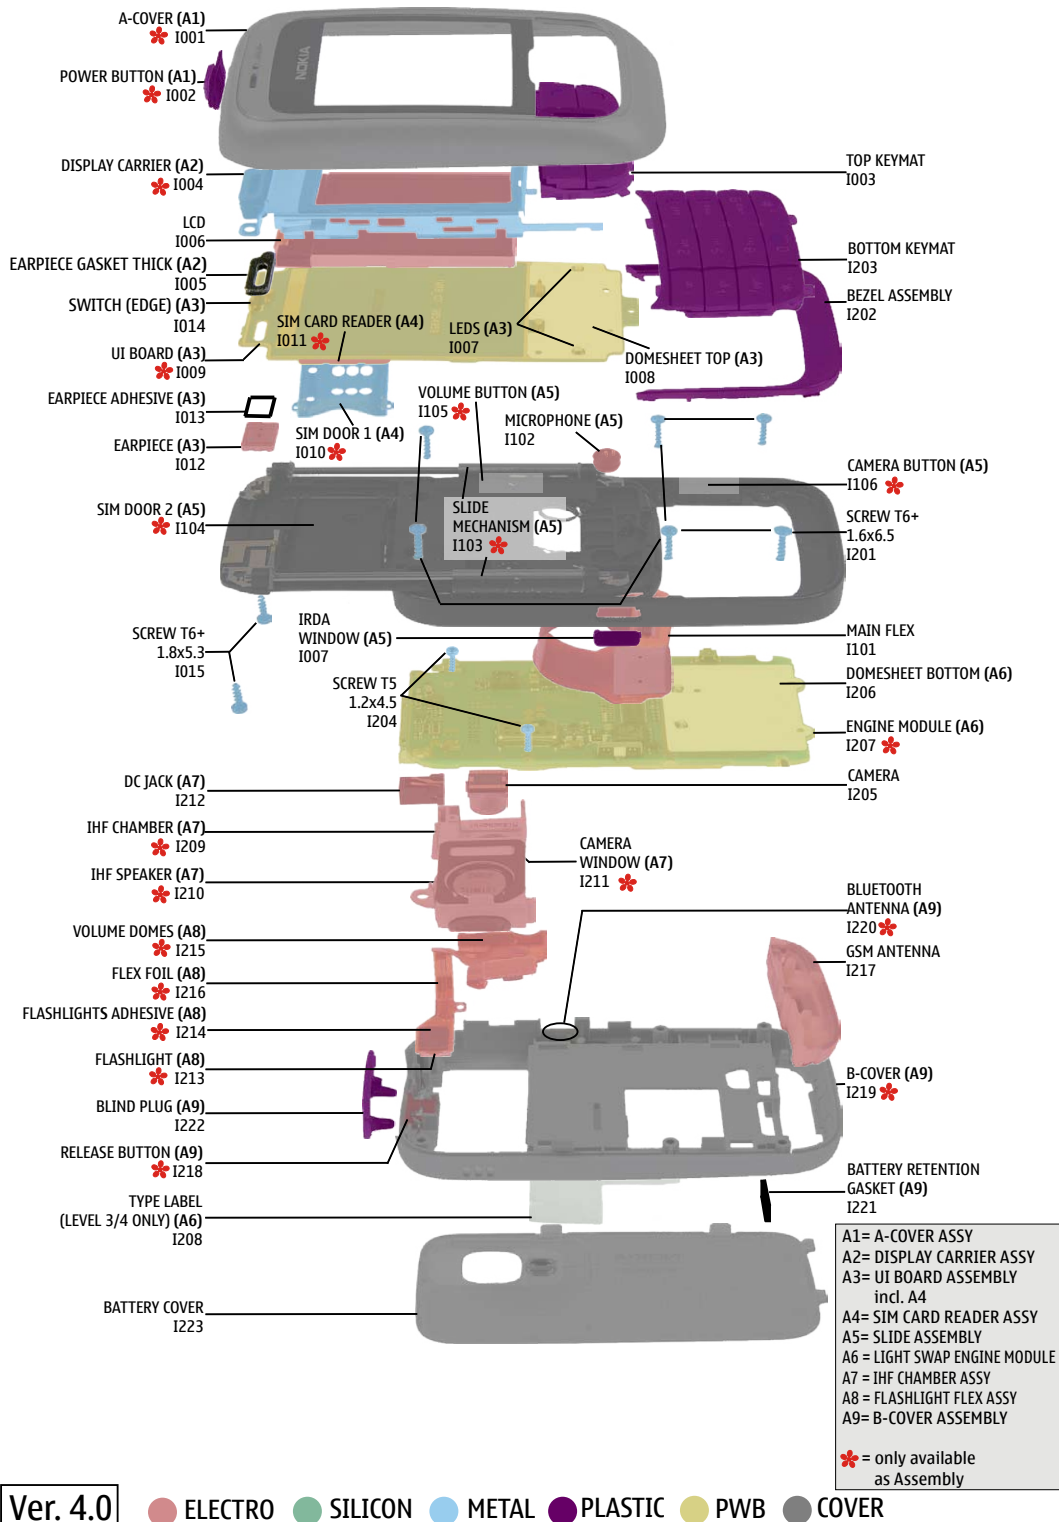 A-COVER (A1)
I001
POWER BUTTON (A1)
I002
NOKIA
DISPLAY CARRIER (A2)
I004
TOP KEYMAT
I003
LCD
I006
EARPIECE GASKET THICK (A2)
I005
BOTTOM KEYMAT
I203
SWITCH (EDGE) (A3)
I014
BEZEL ASSEMBLY
I202
SIM CARD READER (A4)
I011
LEDS (A3)
I007
UI BOARD (A3)
I009
DOMESHEET TOP (A3)
I008
EARPIECE ADHESIVE (A3)
I013
VOLUME BUTTON (A5)
I105
MICROPHONE (A5)
I102
EARPIECE (A3)
I012
SIM DOOR 1 (A4)
I010
CAMERA BUTTON (A5)
I106
SIM DOOR 2 (A5)
I104
SLIDE
MECHANISM (A5)
I103
SCREW T6+
1.6x6.5
I201
IRDA
WINDOW (A5)
I007
MAIN FLEX
I101
SCREW T6+
1.8x5.3
I015
SCREW T5
1.2x4.5
I204
DOMESHEET BOTTOM (A6)
I206
ENGINE MODULE (A6)
I207
DC JACK (A7)
I212
CAMERA
I205
IHF CHAMBER (A7)
I209
CAMERA
WINDOW (A7)
I211
IHF SPEAKER (A7)
I210
BLUETOOTH
ANTENNA (A9)
I220
VOLUME DOMES (A8)
I215
GSM ANTENNA
I217
FLEX FOIL (A8)
I216
FLASHLIGHTS ADHESIVE (A8)
I214
FLASHLIGHT (A8)
I213
B-COVER (A9)
I219
BLIND PLUG (A9)
I222
RELEASE BUTTON (A9)
I218
BATTERY RETENTION
GASKET (A9)
I221
TYPE LABEL
(LEVEL 3/4 ONLY) (A6)
I208
BATTERY COVER
I223
A1= A-COVER ASSY
A2= DISPLAY CARRIER ASSY
A3= UI BOARD ASSEMBLY
incl. A4
A4= SIM CARD READER ASSY
A5= SLIDE ASSEMBLY
A6 = LIGHT SWAP ENGINE MODULE
A7 = IHF CHAMBER ASSY
A8 = FLASHLIGHT FLEX ASSY
A9= B-COVER ASSEMBLY
= only available
as Assembly
Ver. 4.0
ELECTRO SILICON METAL PLASTIC PWB COVER